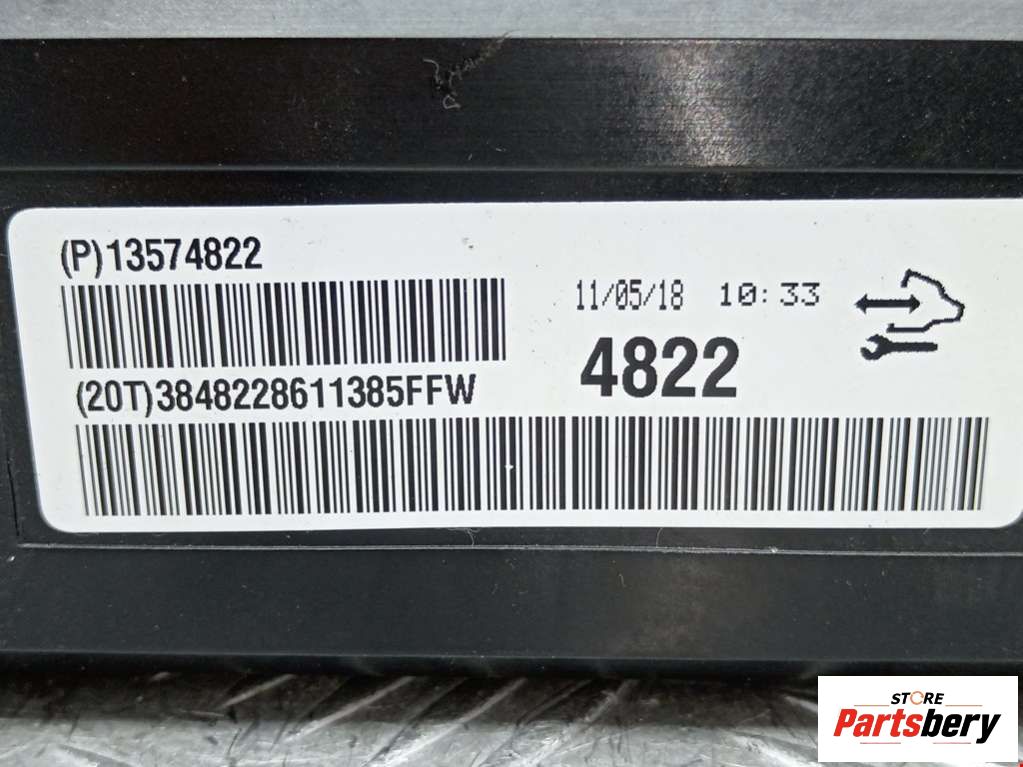 (P)13574822
11/05/18 10:33
4822
(20T)3848228611385FFW
STORE
Partsbery